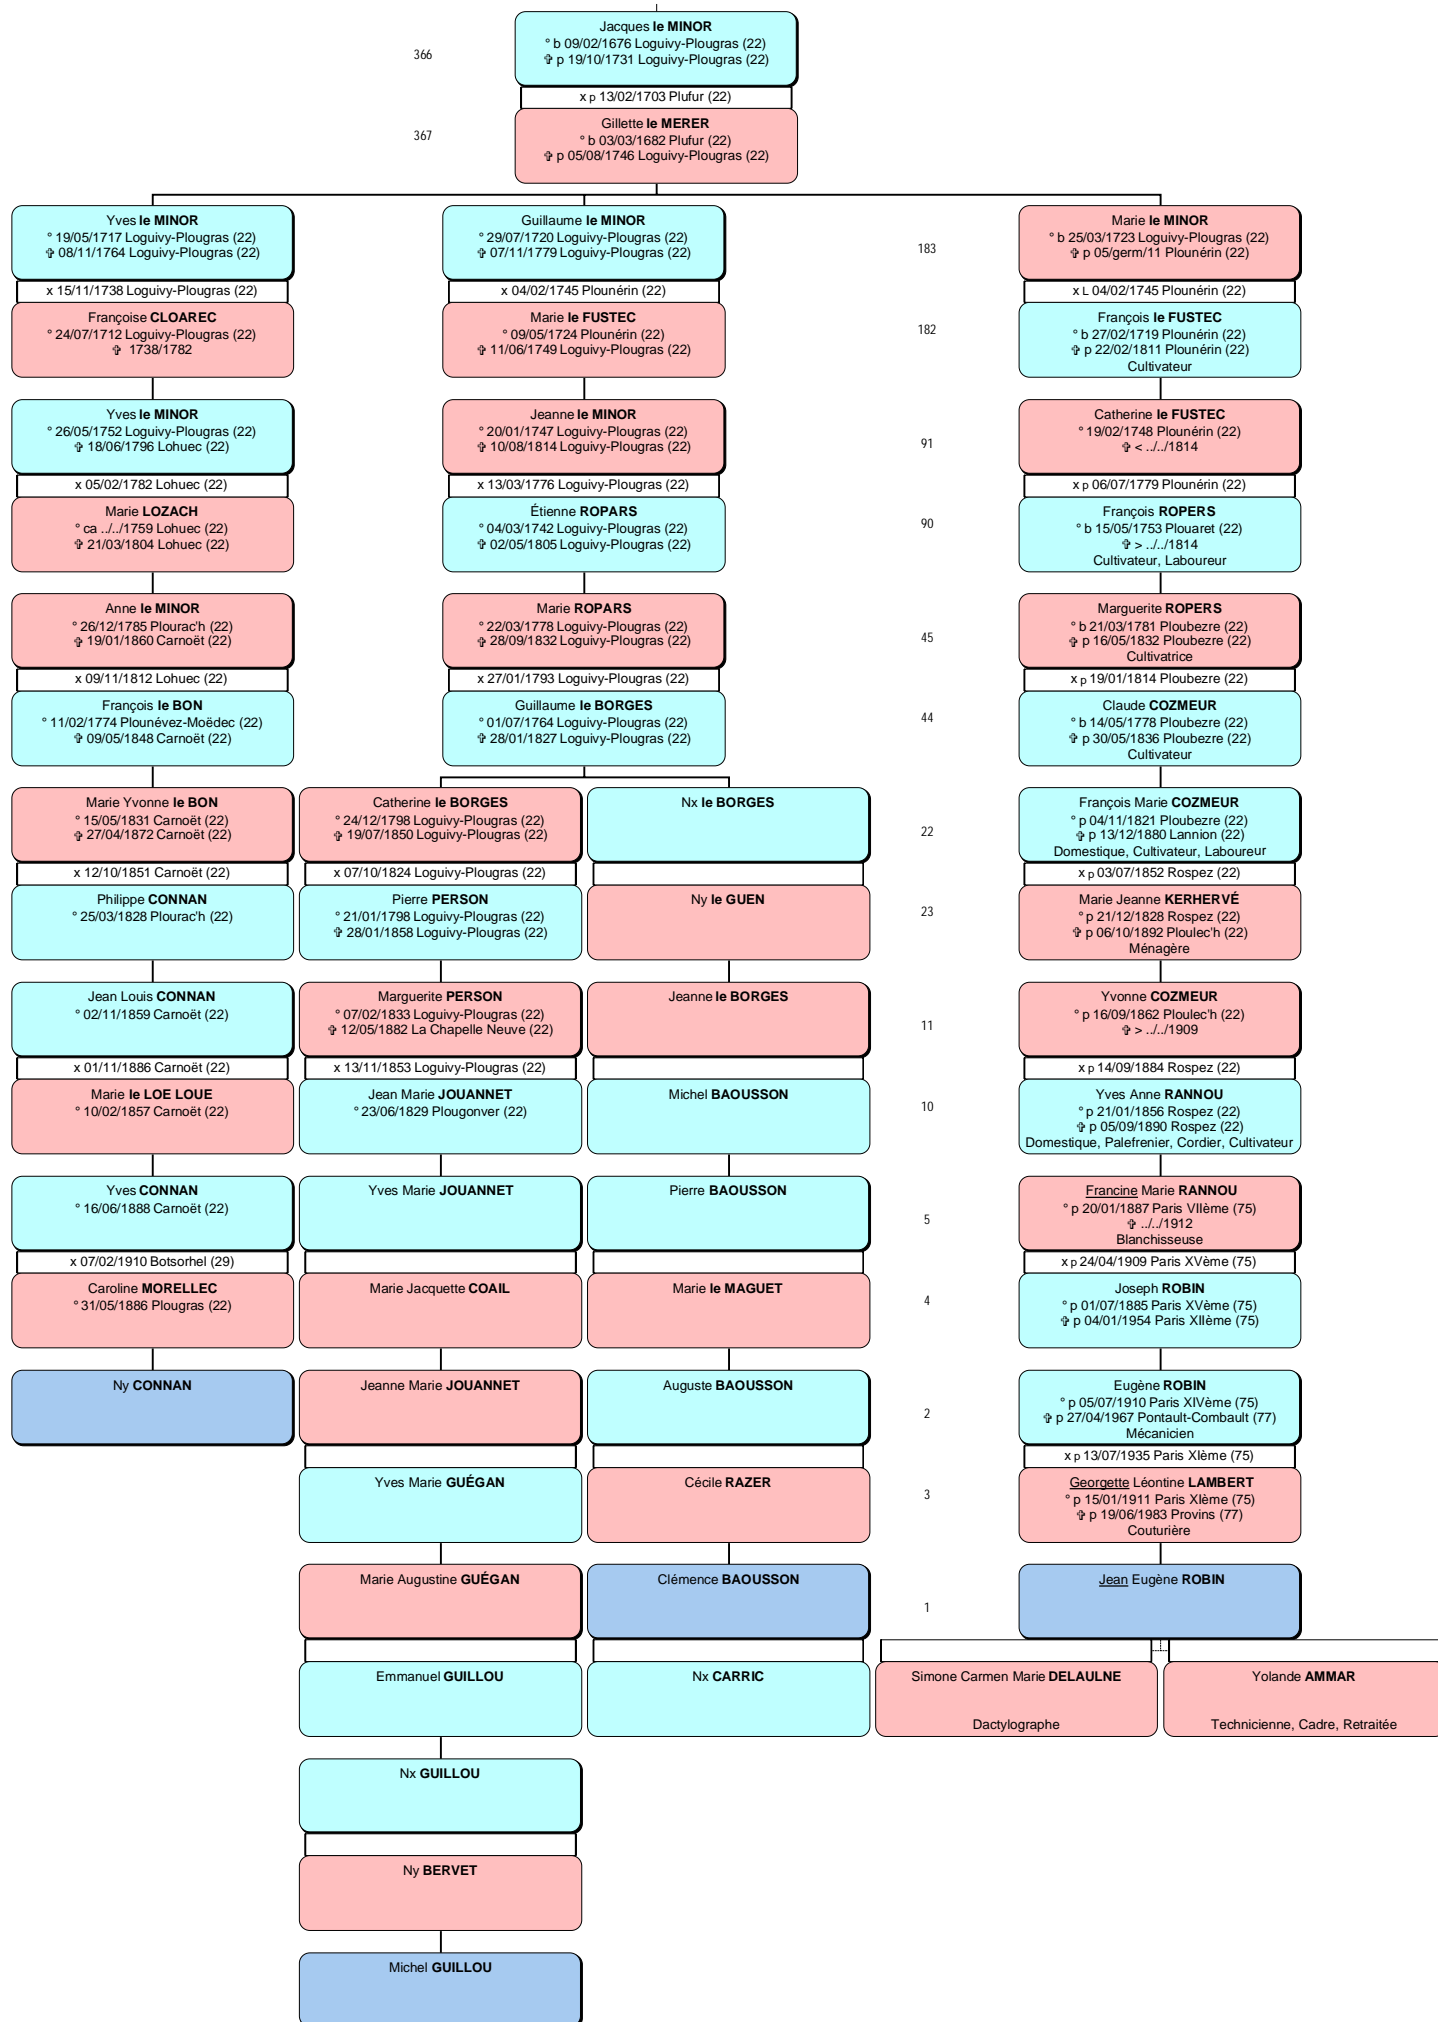 Jacques le MINOR
° b 09/02/1676 Loguivy-Plougras (22)
✞ p 19/10/1731 Loguivy-Plougras (22)
366
x p 13/02/1703 Plufur (22)
Gillette le MERER
° b 03/03/1682 Plufur (22)
✞ p 05/08/1746 Loguivy-Plougras (22)
367
Yves le MINOR
° 19/05/1717 Loguivy-Plougras (22)
✞ 08/11/1764 Loguivy-Plougras (22)
x 15/11/1738 Loguivy-Plougras (22)
Françoise CLOAREC
° 24/07/1712 Loguivy-Plougras (22)
✞ 1738/1782
Guillaume le MINOR
° 29/07/1720 Loguivy-Plougras (22)
✞ 07/11/1779 Loguivy-Plougras (22)
x 04/02/1745 Plounérin (22)
Marie le FUSTEC
° 09/05/1724 Plounérin (22)
✞ 11/06/1749 Loguivy-Plougras (22)
183
Marie le MINOR
° b 25/03/1723 Loguivy-Plougras (22)
✞ p 05/germ/11 Plounérin (22)
x L 04/02/1745 Plounérin (22)
182
François le FUSTEC
° b 27/02/1719 Plounérin (22)
✞ p 22/02/1811 Plounérin (22)
Cultivateur
Yves le MINOR
° 26/05/1752 Loguivy-Plougras (22)
✞ 18/06/1796 Lohuec (22)
x 05/02/1782 Lohuec (22)
Marie LOZACH
° ca ../../1759 Lohuec (22)
✞ 21/03/1804 Lohuec (22)
Jeanne le MINOR
° 20/01/1747 Loguivy-Plougras (22)
✞ 10/08/1814 Loguivy-Plougras (22)
x 13/03/1776 Loguivy-Plougras (22)
Étienne ROPARS
° 04/03/1742 Loguivy-Plougras (22)
✞ 02/05/1805 Loguivy-Plougras (22)
91
Catherine le FUSTEC
° 19/02/1748 Plounérin (22)
✞ < ../../1814
x p 06/07/1779 Plounérin (22)
90
François ROPERS
° b 15/05/1753 Plouaret (22)
✞ > ../../1814
Cultivateur, Laboureur
Anne le MINOR
° 26/12/1785 Plourac'h (22)
✞ 19/01/1860 Carnoët (22)
x 09/11/1812 Lohuec (22)
François le BON
° 11/02/1774 Plounévez-Moëdec (22)
✞ 09/05/1848 Carnoët (22)
Marie ROPARS
° 22/03/1778 Loguivy-Plougras (22)
✞ 28/09/1832 Loguivy-Plougras (22)
x 27/01/1793 Loguivy-Plougras (22)
Guillaume le BORGES
° 01/07/1764 Loguivy-Plougras (22)
✞ 28/01/1827 Loguivy-Plougras (22)
45
Marguerite ROPERS
° b 21/03/1781 Ploubezre (22)
✞ p 16/05/1832 Ploubezre (22)
Cultivatrice
x p 19/01/1814 Ploubezre (22)
44
Claude COZMEUR
° b 14/05/1778 Ploubezre (22)
✞ p 30/05/1836 Ploubezre (22)
Cultivateur
Marie Yvonne le BON
° 15/05/1831 Carnoët (22)
✞ 27/04/1872 Carnoët (22)
x 12/10/1851 Carnoët (22)
Philippe CONNAN
° 25/03/1828 Plourac'h (22)
Catherine le BORGES
° 24/12/1798 Loguivy-Plougras (22)
✞ 19/07/1850 Loguivy-Plougras (22)
x 07/10/1824 Loguivy-Plougras (22)
Pierre PERSON
° 21/01/1798 Loguivy-Plougras (22)
✞ 28/01/1858 Loguivy-Plougras (22)
Nx le BORGES
Ny le GUEN
22
François Marie COZMEUR
° p 04/11/1821 Ploubezre (22)
✞ p 13/12/1880 Lannion (22)
Domestique, Cultivateur, Laboureur
x p 03/07/1852 Rospez (22)
23
Marie Jeanne KERHERVÉ
° p 21/12/1828 Rospez (22)
✞ p 06/10/1892 Ploulec'h (22)
Ménagère
Jean Louis CONNAN
° 02/11/1859 Carnoët (22)
x 01/11/1886 Carnoët (22)
Marie le LOE LOUE
° 10/02/1857 Carnoët (22)
Marguerite PERSON
° 07/02/1833 Loguivy-Plougras (22)
✞ 12/05/1882 La Chapelle Neuve (22)
x 13/11/1853 Loguivy-Plougras (22)
Jean Marie JOUANNET
° 23/06/1829 Plougonver (22)
Jeanne le BORGES
Michel BAOUSSON
11
Yvonne COZMEUR
° p 16/09/1862 Ploulec'h (22)
✞ > ../../1909
x p 14/09/1884 Rospez (22)
10
Yves Anne RANNOU
° p 21/01/1856 Rospez (22)
✞ p 05/09/1890 Rospez (22)
Domestique, Palefrenier, Cordier, Cultivateur
Yves CONNAN
° 16/06/1888 Carnoët (22)
x 07/02/1910 Botsorhel (29)
Caroline MORELLEC
° 31/05/1886 Plougras (22)
Yves Marie JOUANNET
Marie Jacquette COAIL
Pierre BAOUSSON
Marie le MAGUET
5
Francine Marie RANNOU
° p 20/01/1887 Paris VIIème (75)
✞ ../../1912
Blanchisseuse
x p 24/04/1909 Paris XVème (75)
4
Joseph ROBIN
° p 01/07/1885 Paris XVème (75)
✞ p 04/01/1954 Paris XIIème (75)
Ny CONNAN
Jeanne Marie JOUANNET
Yves Marie GUÉGAN
Auguste BAOUSSON
Cécile RAZER
2
Eugène ROBIN
° p 05/07/1910 Paris XIVème (75)
✞ p 27/04/1967 Pontault-Combault (77)
Mécanicien
x p 13/07/1935 Paris XIème (75)
3
Georgette Léontine LAMBERT
° p 15/01/1911 Paris XIème (75)
✞ p 19/06/1983 Provins (77)
Couturière
Marie Augustine GUÉGAN
Emmanuel GUILLOU
Clémence BAOUSSON
Nx CARRIC
1
Jean Eugène ROBIN
Simone Carmen Marie DELAULNE
Dactylographe
Yolande AMMAR
Technicienne, Cadre, Retraitée
Nx GUILLOU
Ny BERVET
Michel GUILLOU